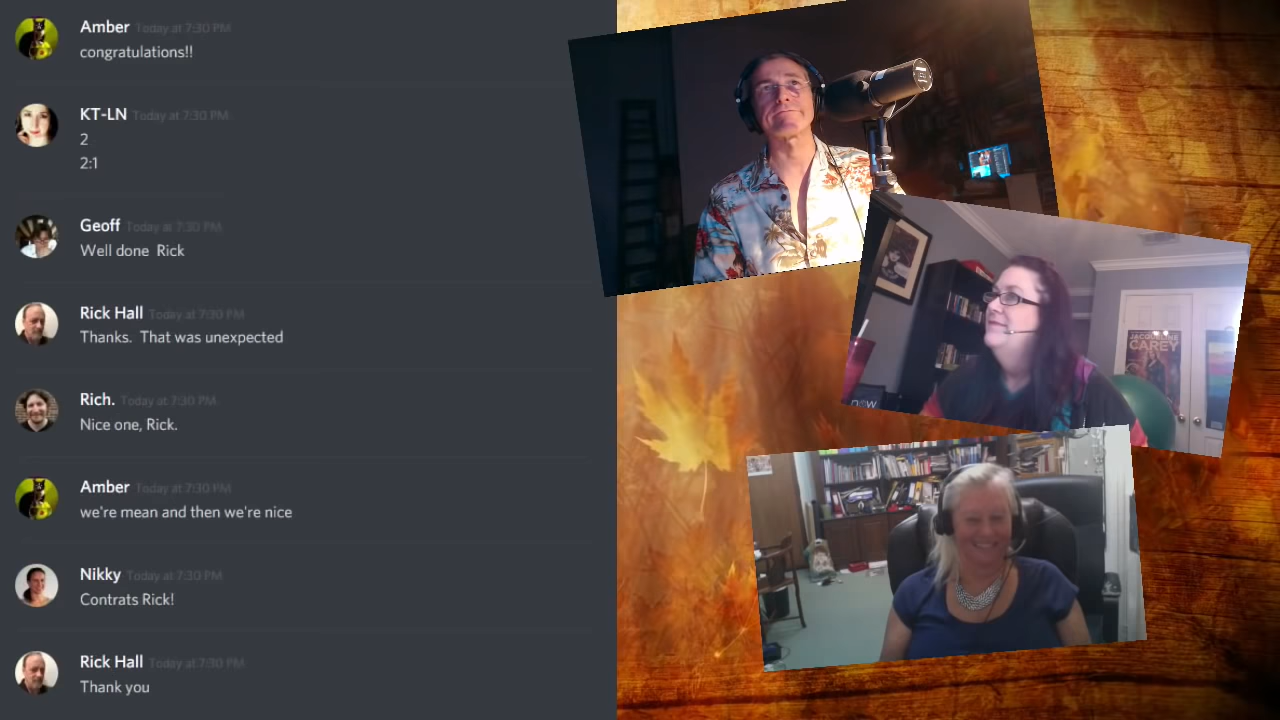 Amber Today at 7:30 PM
congratulations!!
KT-LN Today at 7:30 PM
2
2:1
Geoff Today at 7:30 PM
Well done Rick
Rick Hall Today at 7:30 PM
Thanks. That was unexpected
Rich. Today at 7:30 PM
Nice one, Rick.
Amber Today at 7:30 PM
we're mean and then we're nice
Nikky Today at 7:30 PM
Contrats Rick!
Rick Hall Today at 7:30 PM
Thank you
JACQUELINE
CAREY
now